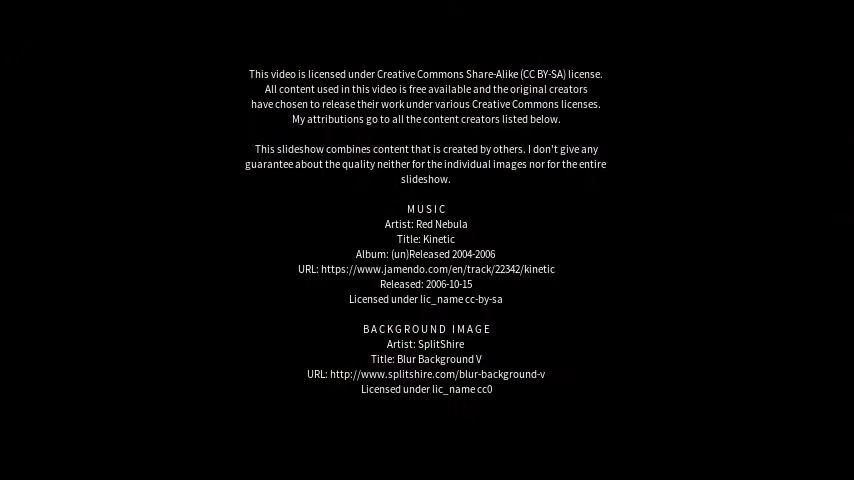 This video is licensed under Creative Commons Share-Alike (CC BY-SA) license.
All content used in this video is free available and the original creators
have chosen to release their work under various Creative Commons licenses.
My attributions go to all the content creators listed below.
This slideshow combines content that is created by others. I don't give any
guarantee about the quality neither for the individual images nor for the entire
slideshow.
MUSIC
Artist: Red Nebula
Title: Kinetic
Album: (un)Released 2004-2006
URL: https://www.jamendo.com/en/track/22342/kinetic
Released: 2006-10-15
Licensed under lic_name cc-by-sa
BACKGROUND IMAGE
Artist: SplitShire
Title: Blur Background V
URL: http://www.splitshire.com/blur-background-v
Licensed under lic_name cc0